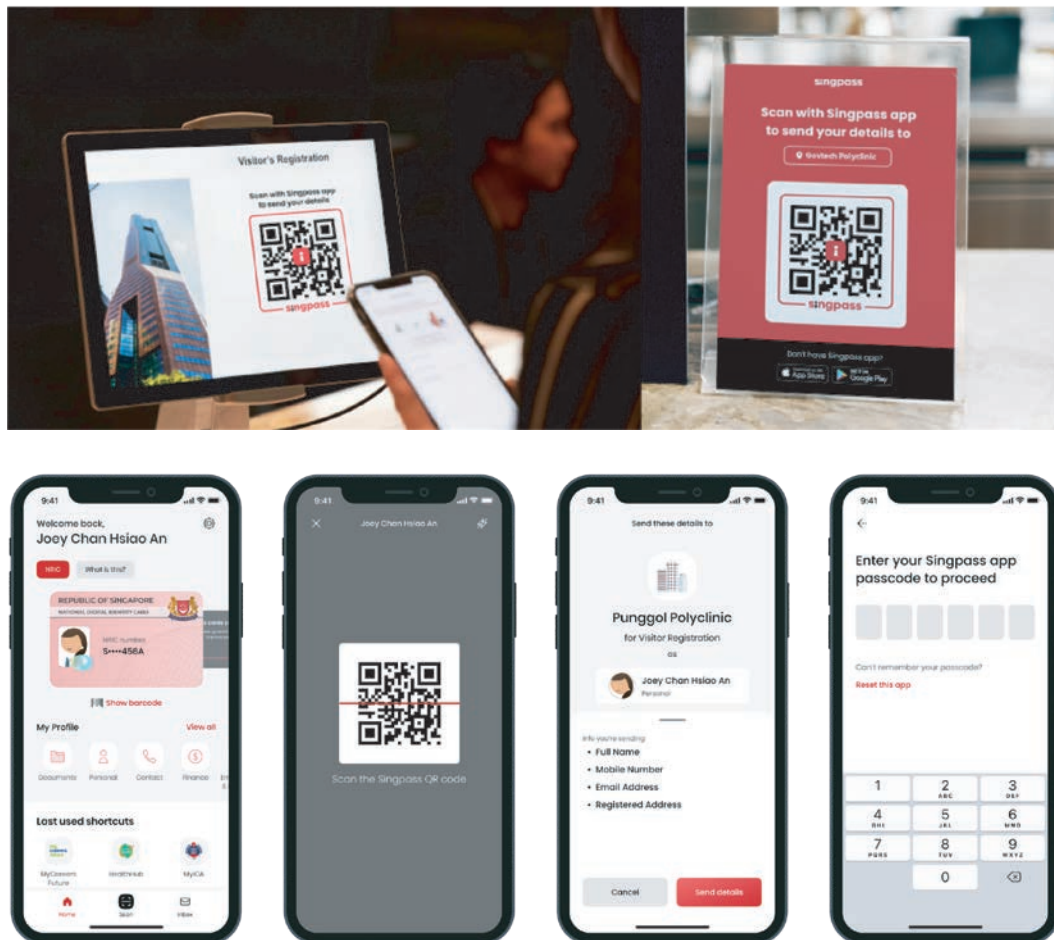 Visitor's Registration
Scan with Singpass app
to send your details
singpass
singpass
Scan with Singpass app
to send your details to
Govtech Polyclinic
singpass
Don't have Singpass app?
App Store
Google Play
9:41
Welcome back,
Joey Chan Hsiao An
NRIC
What is this?
REPUBLIC OF SINGAPORE
NATIONAL DIGITAL IDENTITY CARD
NRIC number
S••••456A
Show barcode
My Profile
View all
Documents
Personal
Contact
Finance
Last used shortcuts
MyCareers
Future
HealthHub
MyICA
Home
Scan
Inbox
9:41
Joey Chan Hsiao An
Scan the Singpass QR code
9:41
Send these details to
Punggol Polyclinic
for Visitor Registration
as
Joey Chan Hsiao An
Personal
Info you're sending
• Full Name
• Mobile Number
• Email Address
• Registered Address
Cancel
Send details
9:41
Enter your Singpass app
passcode to proceed
Can't remember your passcode?
Reset this app
1
2
ABC
3
DEF
4
GHI
5
JKL
6
MNO
7
PQRS
8
TUV
9
WXYZ
0